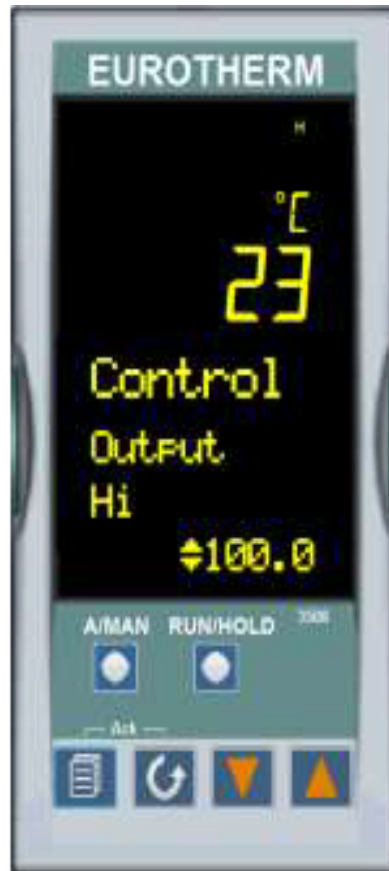 EUROTHERM
°C
23
Control
Output
Hi
100.0
A/MAN RUN/HOLD
Ack